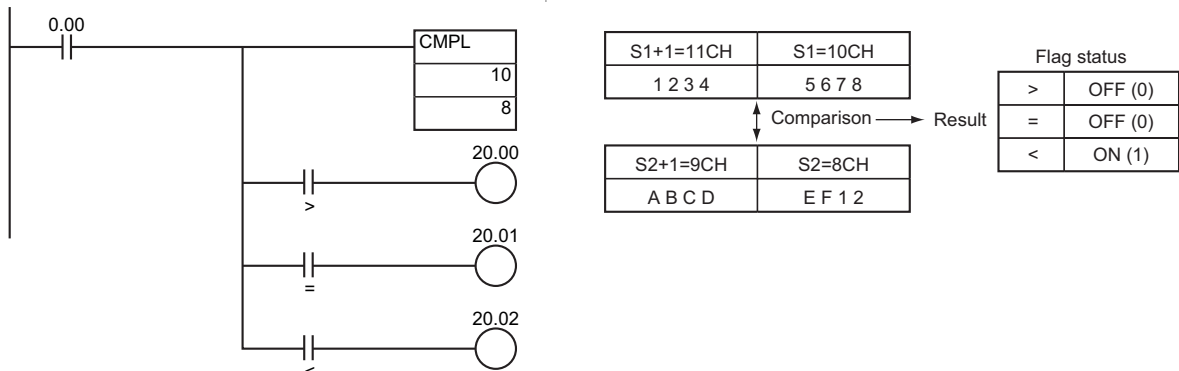 0.00
CMPL
10
8
20.00
>
20.01
=
20.02
<
S1+1=11CH S1=10CH
1 2 3 4 5 6 7 8
Comparison Result
S2+1=9CH S2=8CH
A B C D E F 1 2
Flag status
> OFF (0)
= OFF (0)
< ON (1)